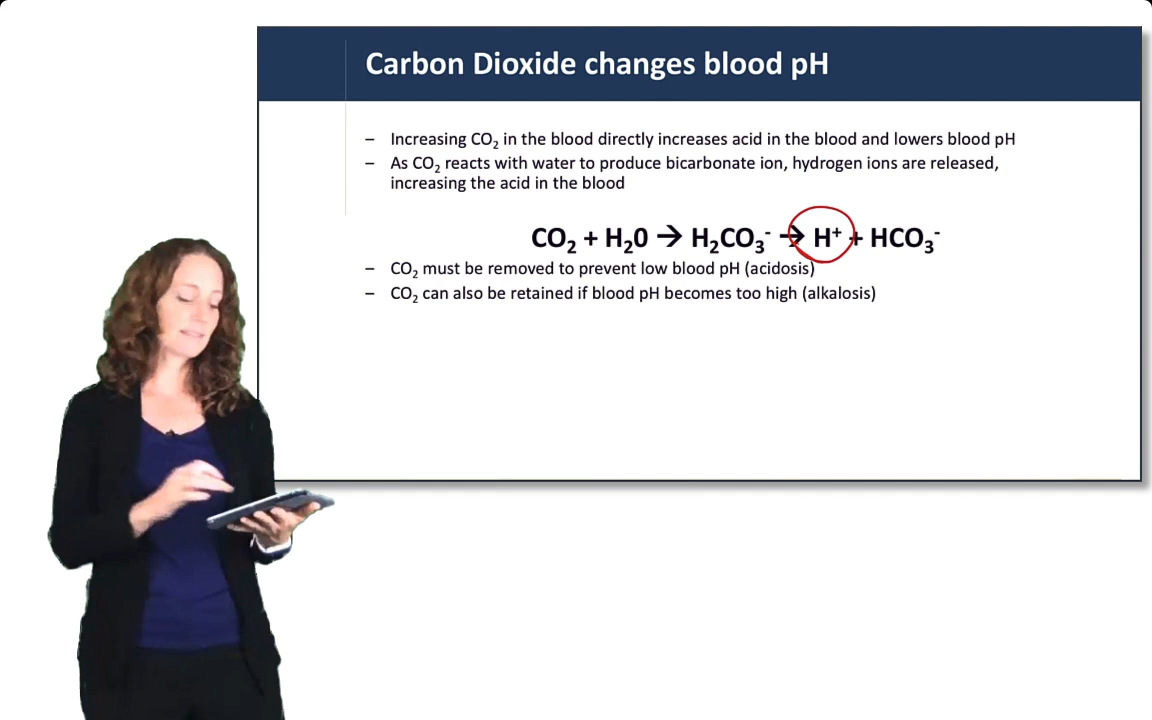 Carbon Dioxide changes blood pH
– Increasing CO₂ in the blood directly increases acid in the blood and lowers blood pH
– As CO₂ reacts with water to produce bicarbonate ion, hydrogen ions are released,
increasing the acid in the blood
CO₂ + H₂0 → H₂CO₃⁻ → H⁺ + HCO₃⁻
– CO₂ must be removed to prevent low blood pH (acidosis)
– CO₂ can also be retained if blood pH becomes too high (alkalosis)